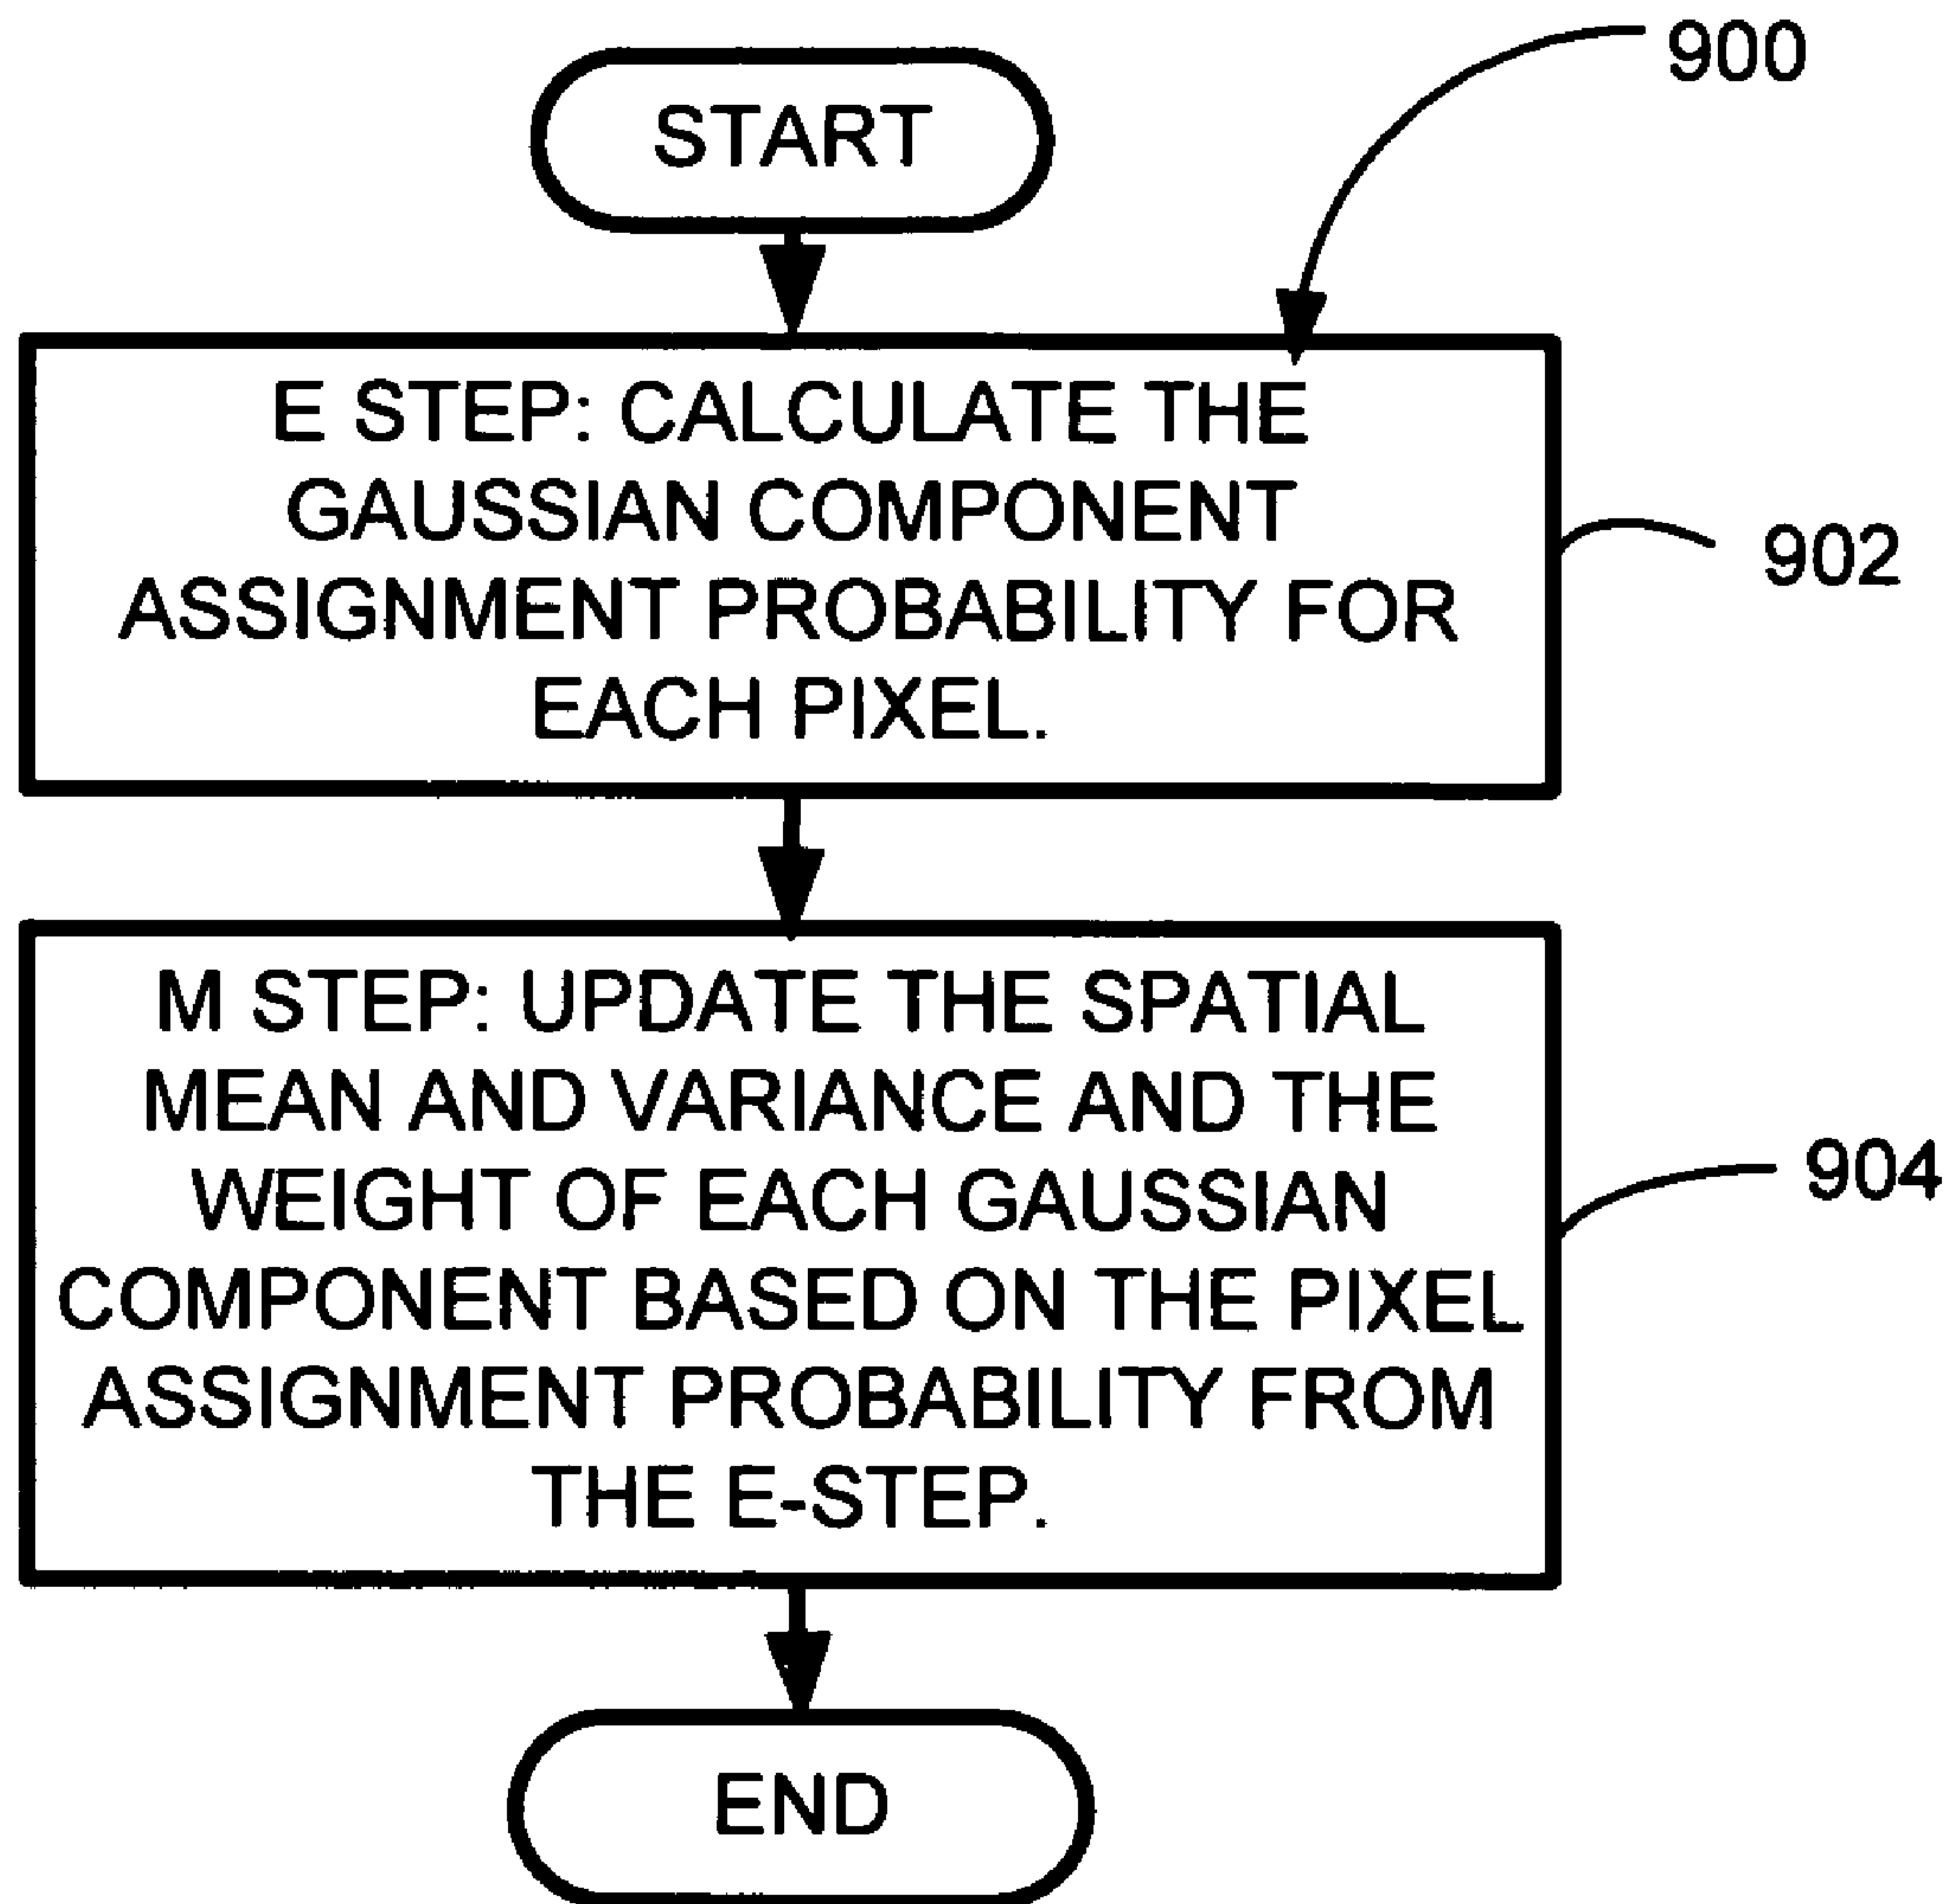 900
START
E STEP: CALCULATE THE
GAUSSIAN COMPONENT
ASSIGNMENT PROBABILITY FOR
EACH PIXEL.
902
M STEP: UPDATE THE SPATIAL
MEAN AND VARIANCE AND THE
WEIGHT OF EACH GAUSSIAN
COMPONENT BASED ON THE PIXEL
ASSIGNMENT PROBABILITY FROM
THE E-STEP.
904
END